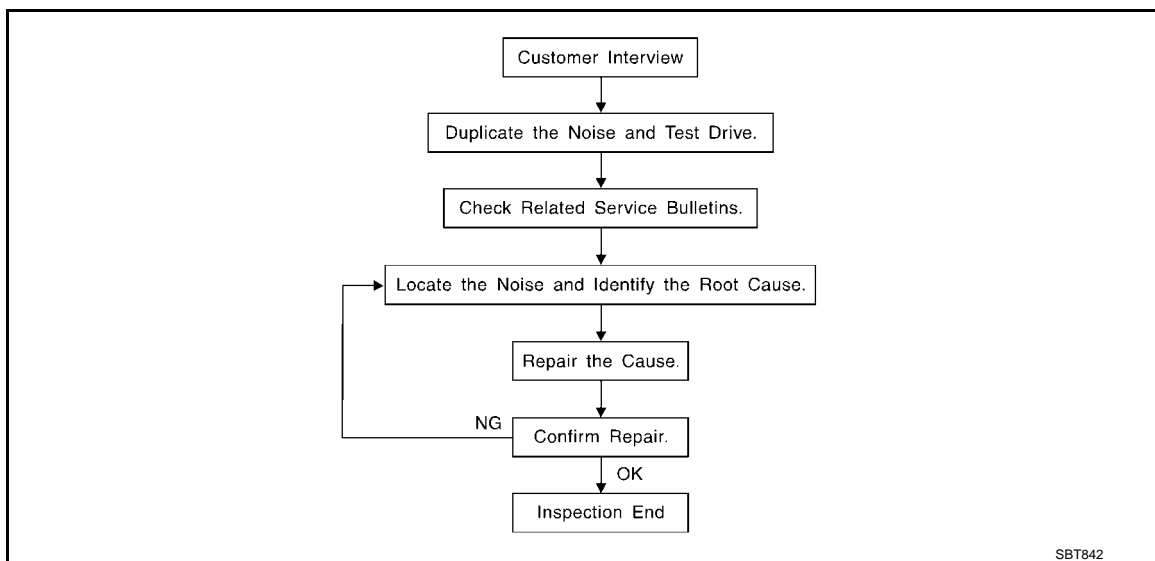 Customer Interview
Duplicate the Noise and Test Drive.
Check Related Service Bulletins.
Locate the Noise and Identify the Root Cause.
Repair the Cause.
NG
Confirm Repair.
OK
Inspection End
SBT842